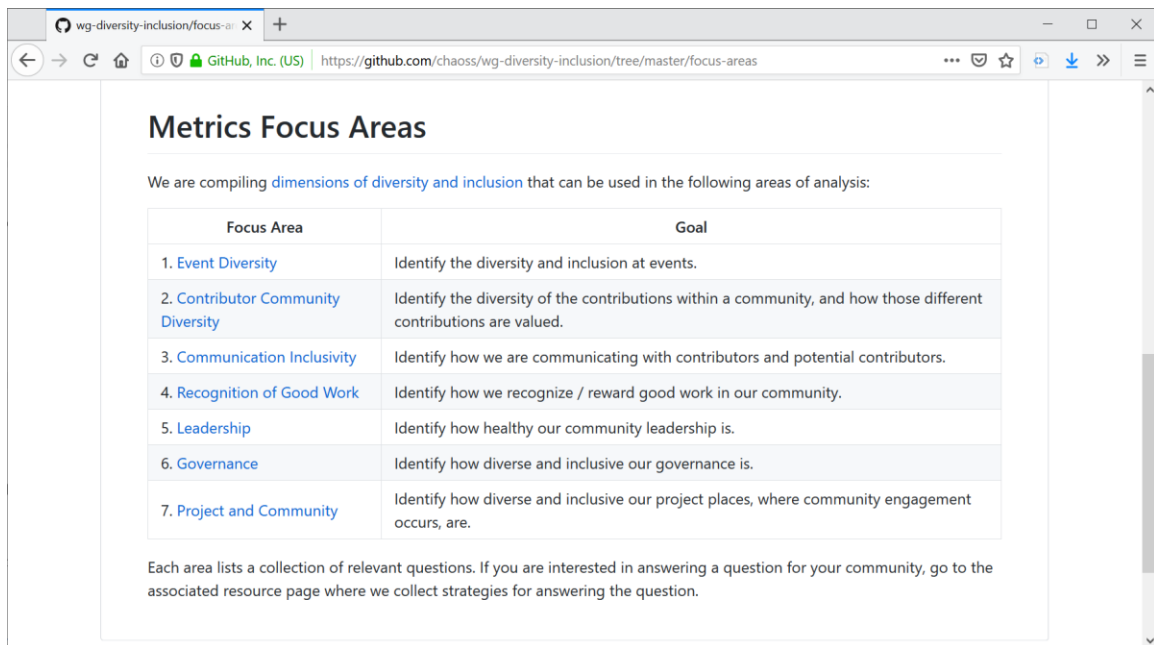 wg-diversity-inclusion/focus-ar
GitHub, Inc. (US) https://github.com/chaoss/wg-diversity-inclusion/tree/master/focus-areas
Metrics Focus Areas
We are compiling dimensions of diversity and inclusion that can be used in the following areas of analysis:
Focus Area Goal
1. Event Diversity Identify the diversity and inclusion at events.
2. Contributor Community Identify the diversity of the contributions within a community, and how those different
Diversity contributions are valued.
3. Communication Inclusivity Identify how we are communicating with contributors and potential contributors.
4. Recognition of Good Work Identify how we recognize / reward good work in our community.
5. Leadership Identify how healthy our community leadership is.
6. Governance Identify how diverse and inclusive our governance is.
7. Project and Community Identify how diverse and inclusive our project places, where community engagement
occurs, are.
Each area lists a collection of relevant questions. If you are interested in answering a question for your community, go to the
associated resource page where we collect strategies for answering the question.